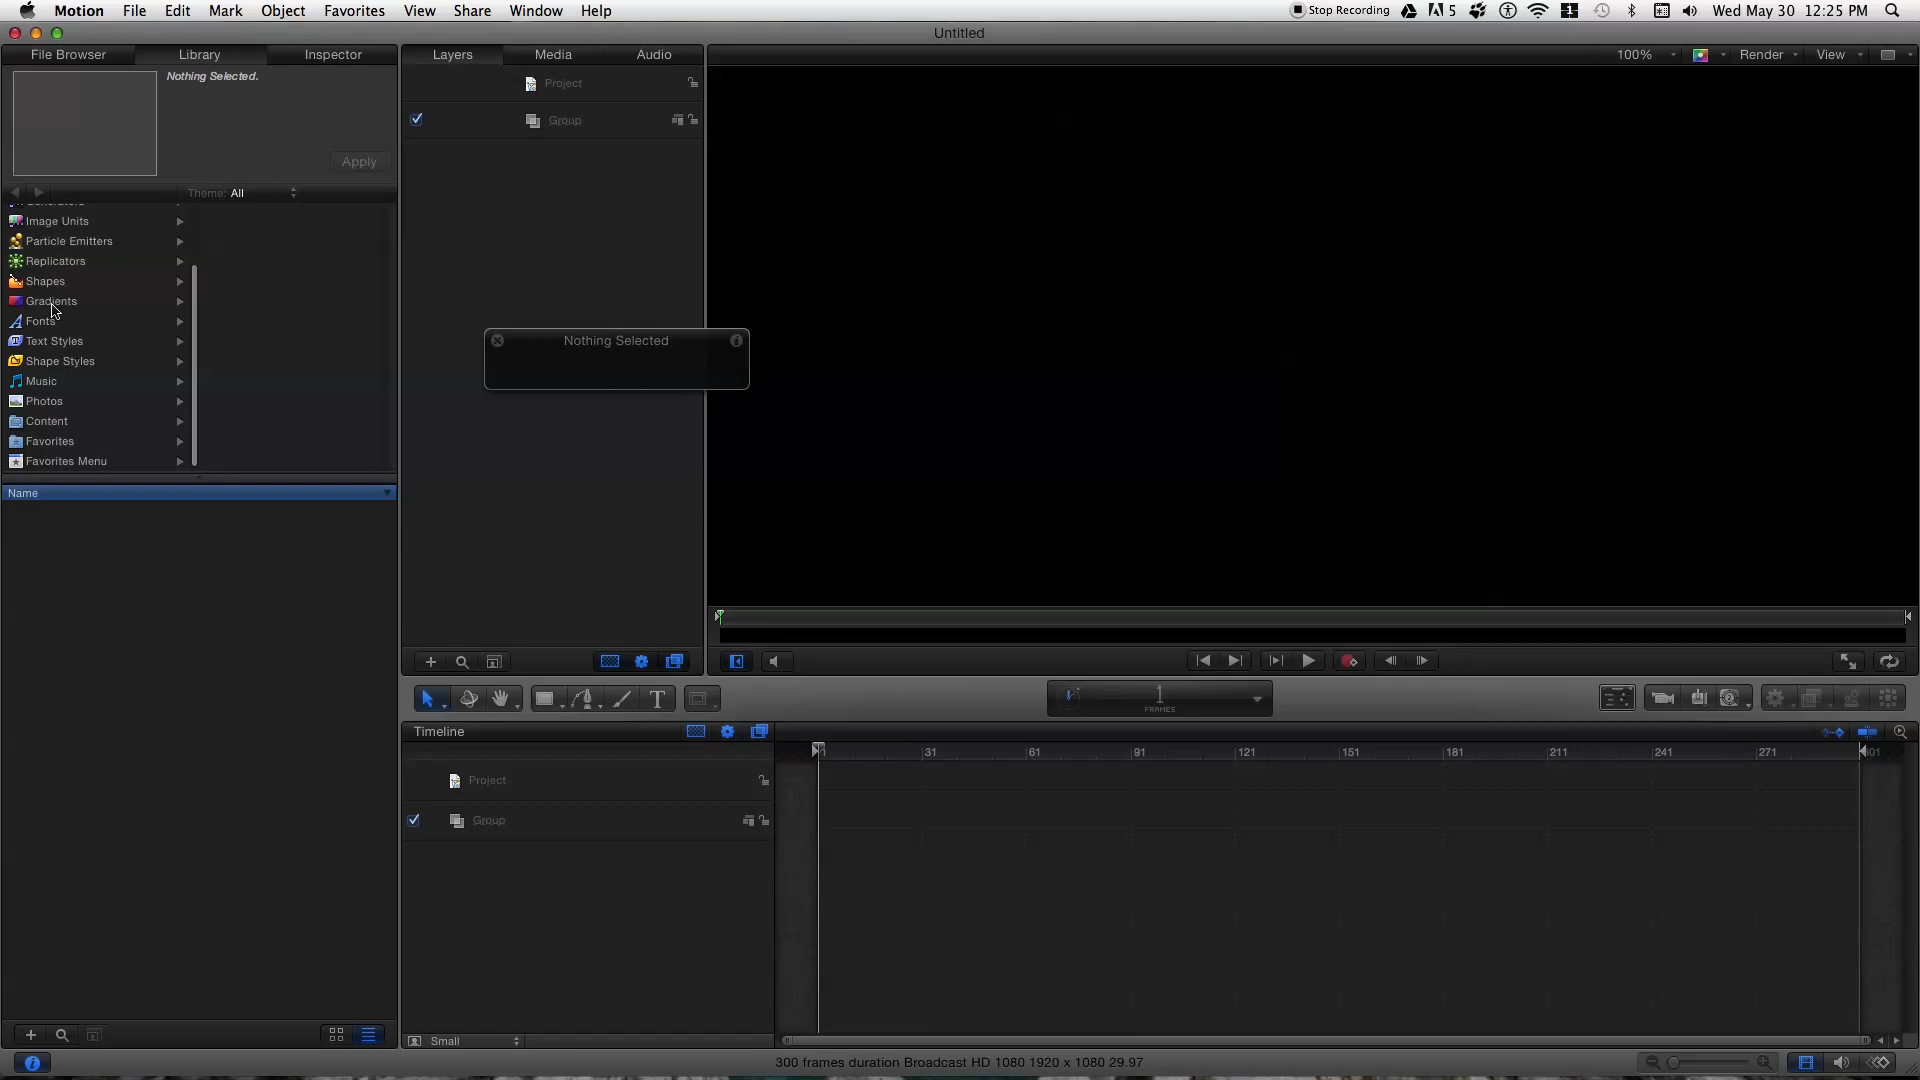 Motion File Edit Mark Object Favorites View Share Window Help Stop Recording 5 1 Wed May 30 12:25 PM
Untitled
File Browser Library Inspector Layers Media Audio 100% Render View
Nothing Selected.
Project
Group
Apply
Theme: All
Generators
Image Units
Particle Emitters
Replicators
Shapes
Gradients
Fonts
Text Styles
Shape Styles
Music
Photos
Content
Favorites
Favorites Menu
Nothing Selected
Name
1
FRAMES
Timeline
31 61 91 121 151 181 211 241 271 301
Project
Group
Small
300 frames duration Broadcast HD 1080 1920 x 1080 29.97